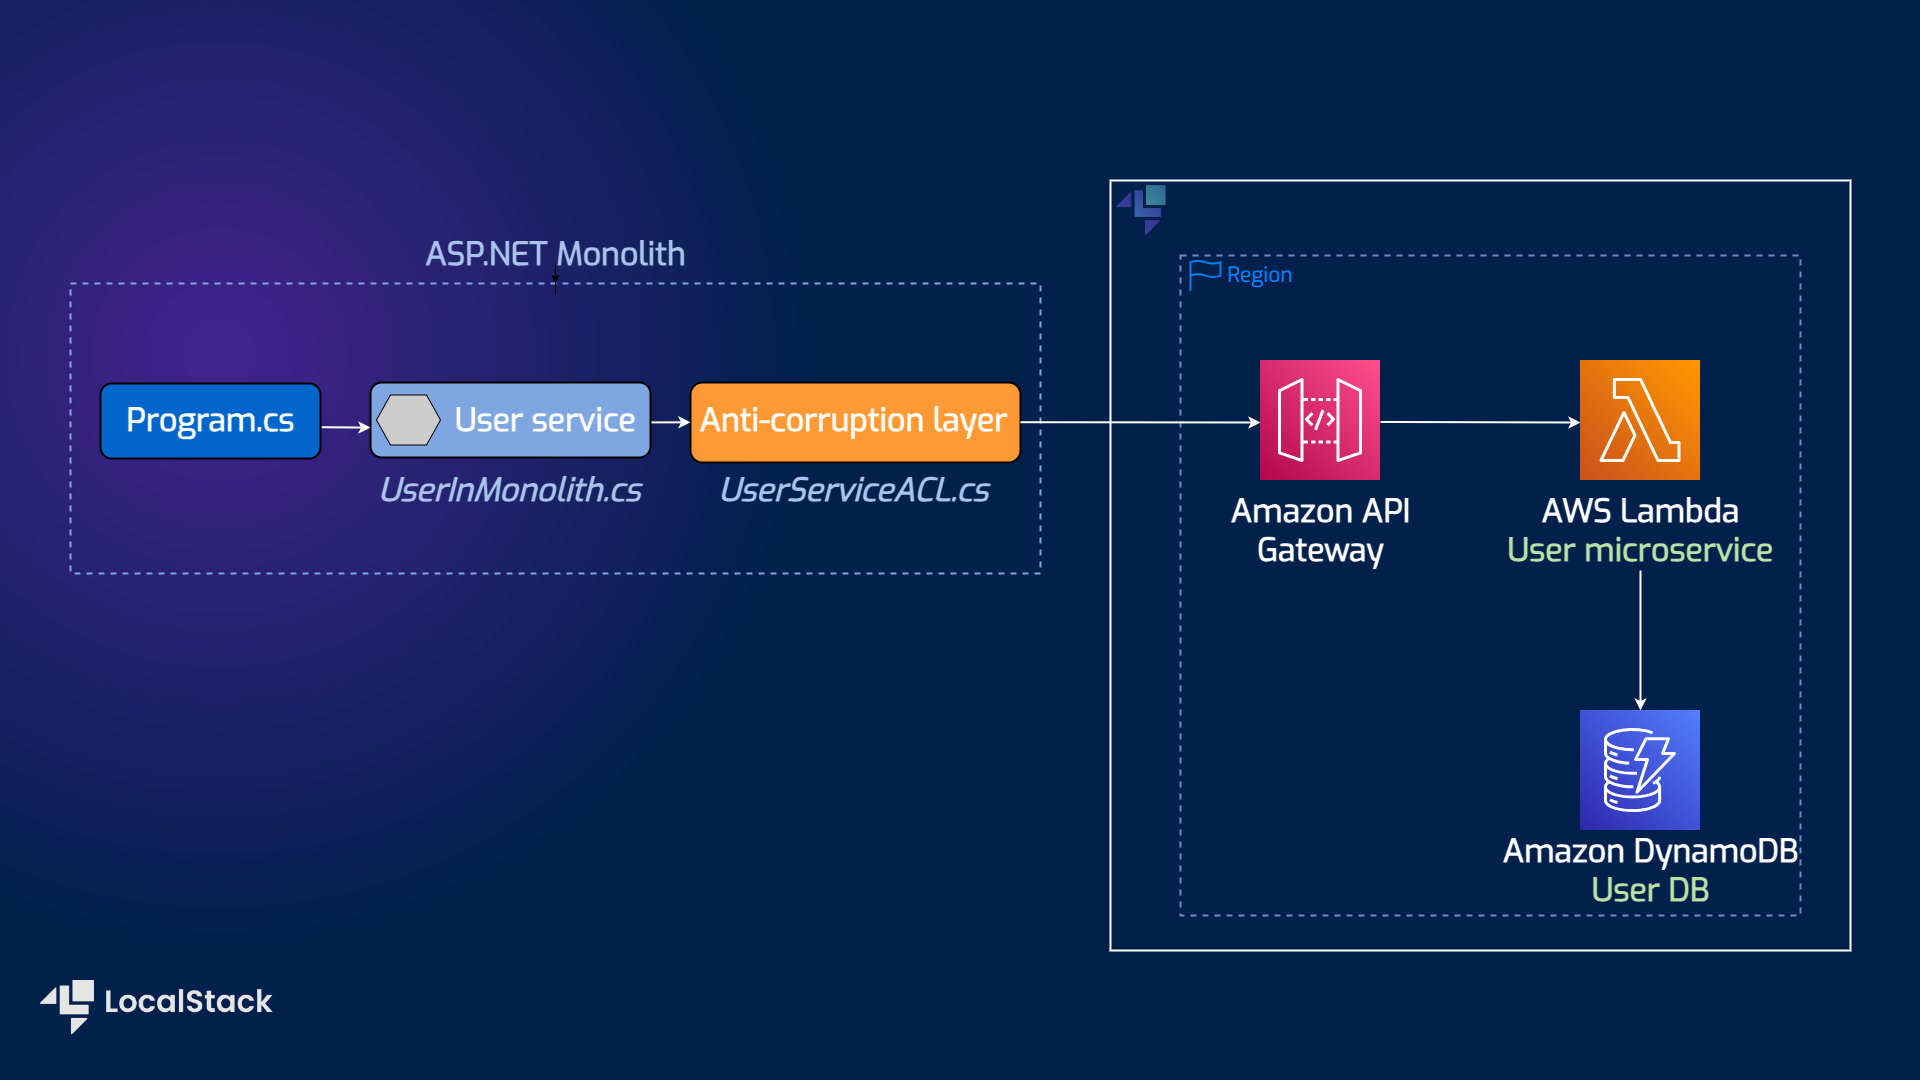 ASP.NET Monolith
Program.cs
User service
Anti-corruption layer
UserInMonolith.cs
UserServiceACL.cs
Region
</>
Amazon API
Gateway
AWS Lambda
User microservice
Amazon DynamoDB
User DB
LocalStack